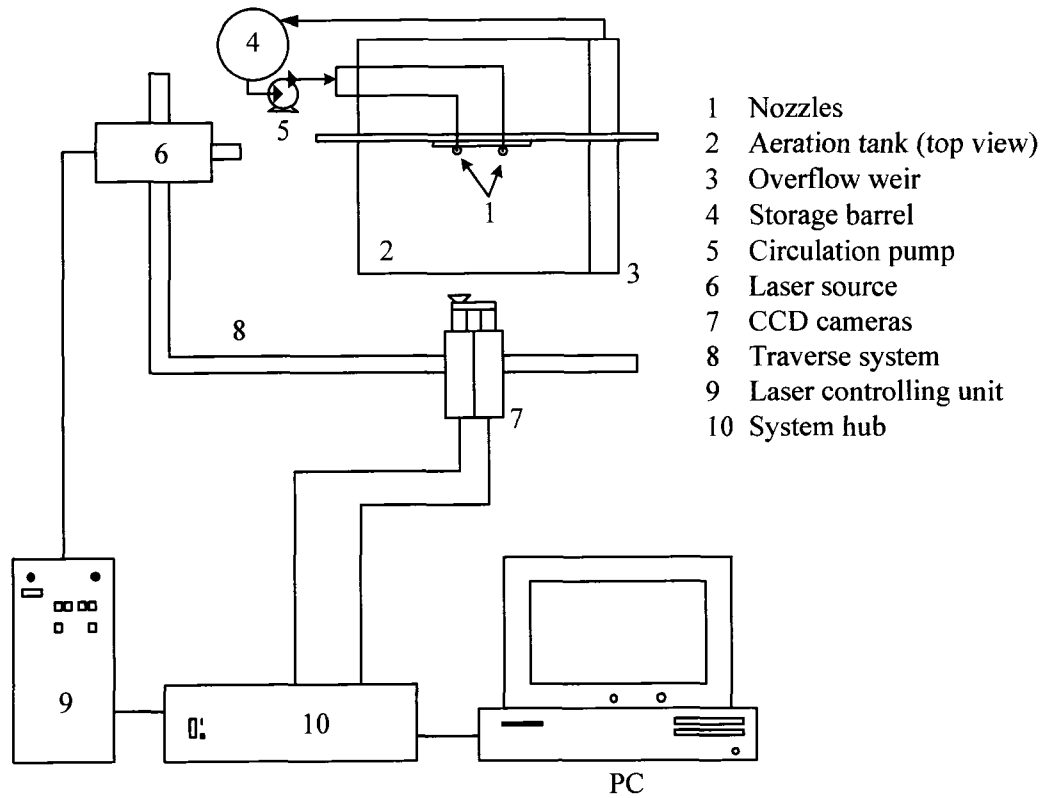 4
5
6
1
2
3
8
7
9
10
PC
1 Nozzles
2 Aeration tank (top view)
3 Overflow weir
4 Storage barrel
5 Circulation pump
6 Laser source
7 CCD cameras
8 Traverse system
9 Laser controlling unit
10 System hub